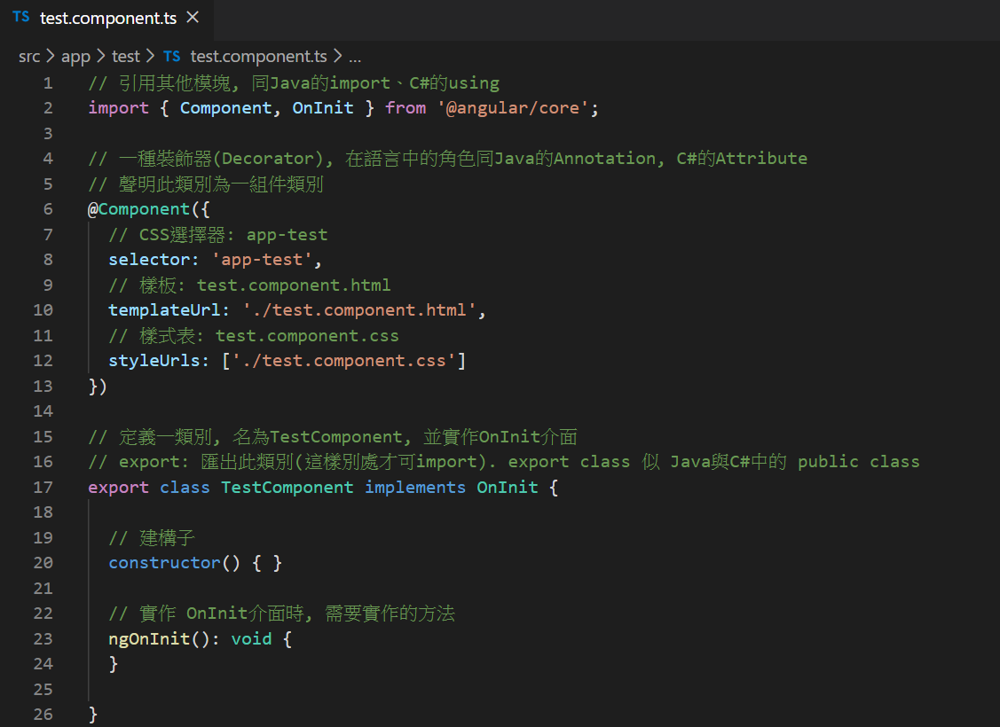 TS test.component.ts ×
src > app > test > TS test.component.ts > ...
1 // 引用其他模塊, 同Java的import、C#的using
2 import { Component, OnInit } from '@angular/core';
3
4 // 一種裝飾器(Decorator), 在語言中的角色同Java的Annotation, C#的Attribute
5 // 聲明此類別為一組件類別
6 @Component({
7   // CSS選擇器: app-test
8   selector: 'app-test',
9   // 樣板: test.component.html
10   templateUrl: './test.component.html',
11   // 樣式表: test.component.css
12   styleUrls: ['./test.component.css']
13 })
14
15 // 定義一類別, 名為TestComponent, 並實作OnInit介面
16 // export: 匯出此類別(這樣別處才可import). export class 似 Java與C#中的 public class
17 export class TestComponent implements OnInit {
18
19   // 建構子
20   constructor() { }
21
22   // 實作 OnInit介面時, 需要實作的方法
23   ngOnInit(): void {
24   }
25
26 }